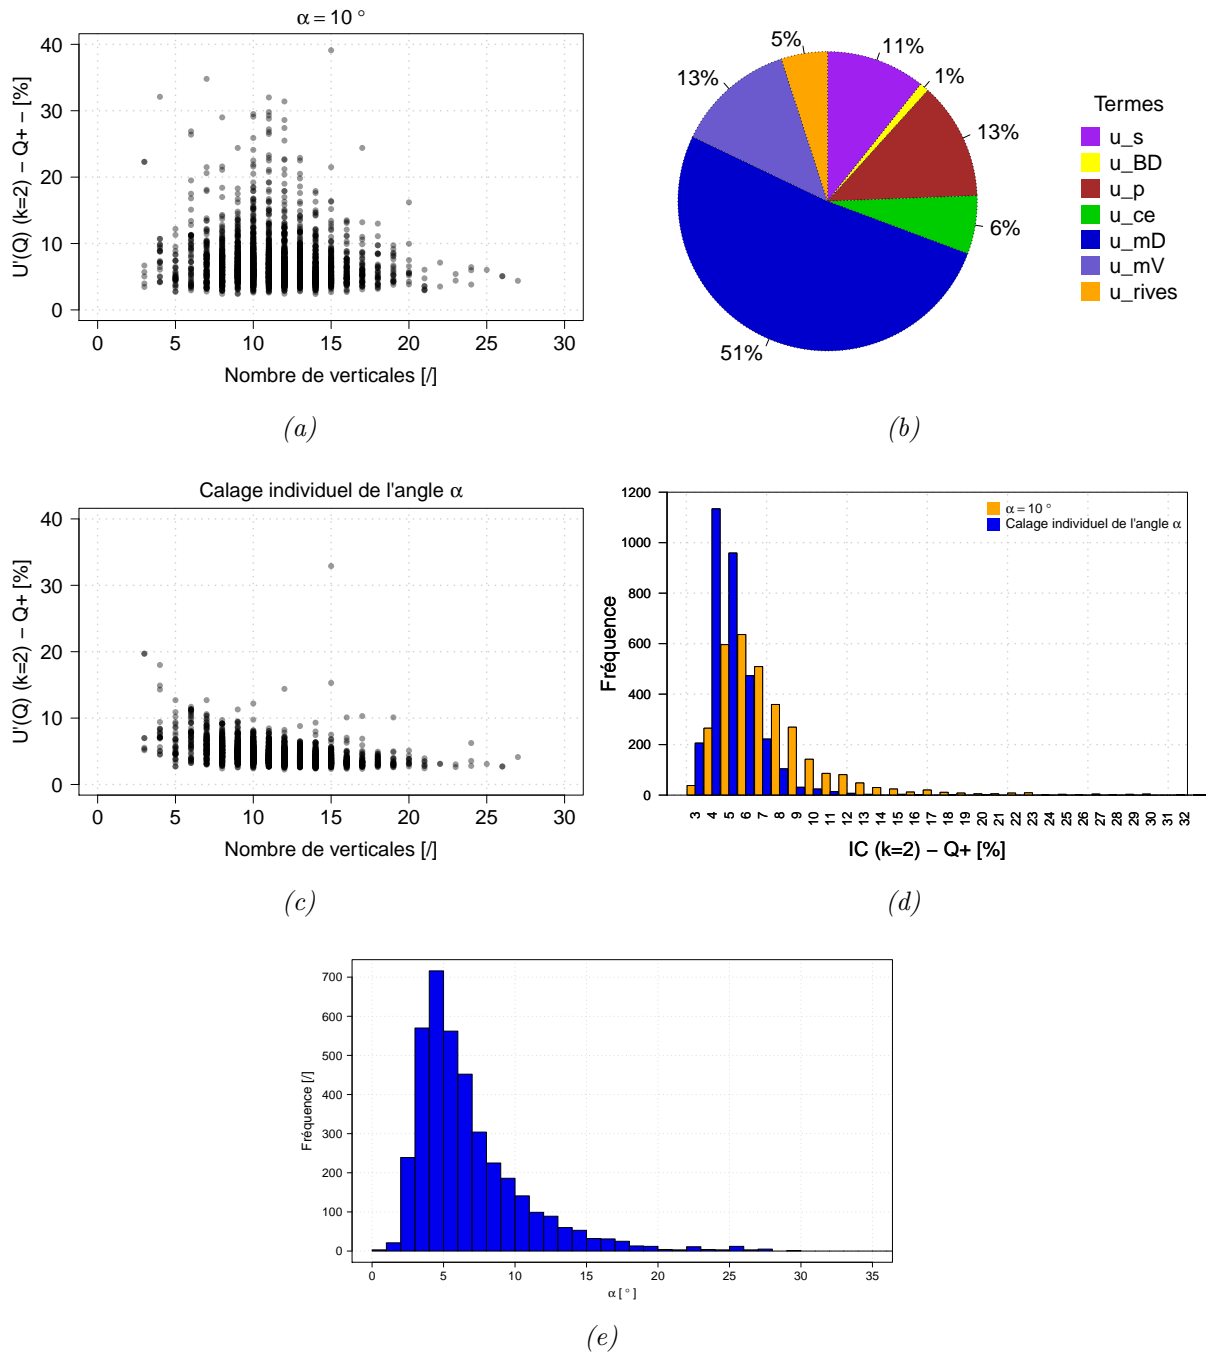 α = 10 °
U'(Q) (k=2) − Q+ − [%]
40
30
20
10
0
0 5 10 15 20 25 30
Nombre de verticales [/]
(a)
5%
11%
1%
13%
13%
6%
51%
Termes
u_s
u_BD
u_p
u_ce
u_mD
u_mV
u_rives
(b)
Calage individuel de l'angle α
U'(Q) (k=2) − Q+ [%]
40
30
20
10
0
0 5 10 15 20 25 30
Nombre de verticales [/]
(c)
Fréquence
1200
1000
800
600
400
200
0
α = 10 °
Calage individuel de l'angle α
3 4 5 6 7 8 9 10 11 12 13 14 15 16 17 18 19 20 21 22 23 24 25 26 27 28 29 30 31 32
IC (k=2) − Q+ [%]
(d)
Fréquence [/]
700
600
500
400
300
200
100
0
0 5 10 15 20 25 30 35
α [ ° ]
(e)